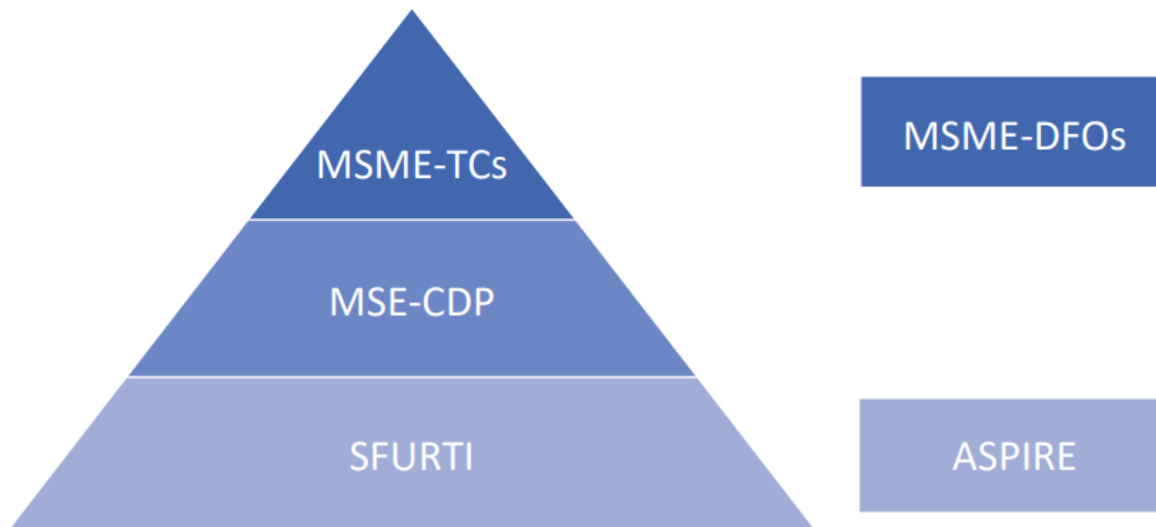 MSME-TCs
MSME-DFOs
MSE-CDP
SFURTI
ASPIRE